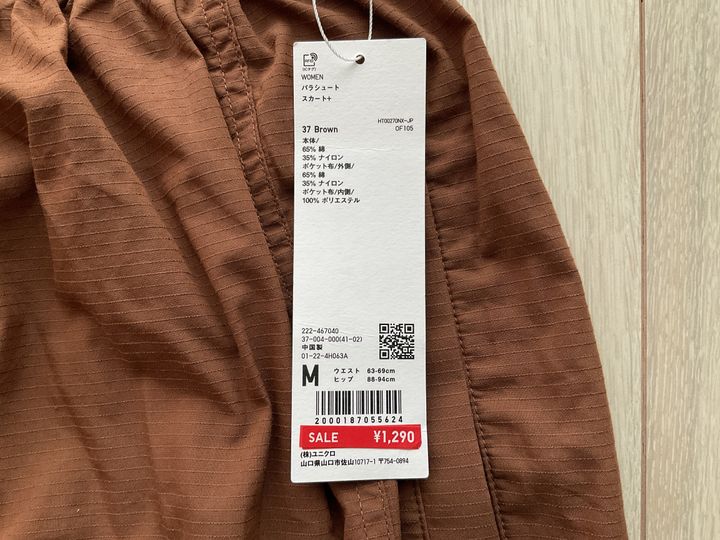 WOMEN
パラシュート
スカート+
HT00270NX-JP
37 Brown
OF105
本体/
65% 綿
35% ナイロン
ポケット布/外側/
65% 綿
35% ナイロン
ポケット布/内側/
100% ポリエステル
222-467040
37-004-000(41-02)
中国製
01-22-4H063A
M
ウエスト 63-69cm
ヒップ 88-94cm
2000187055624
SALE ¥1,290
(株)ユニクロ
山口県山口市佐山10717-1 〒754-0894